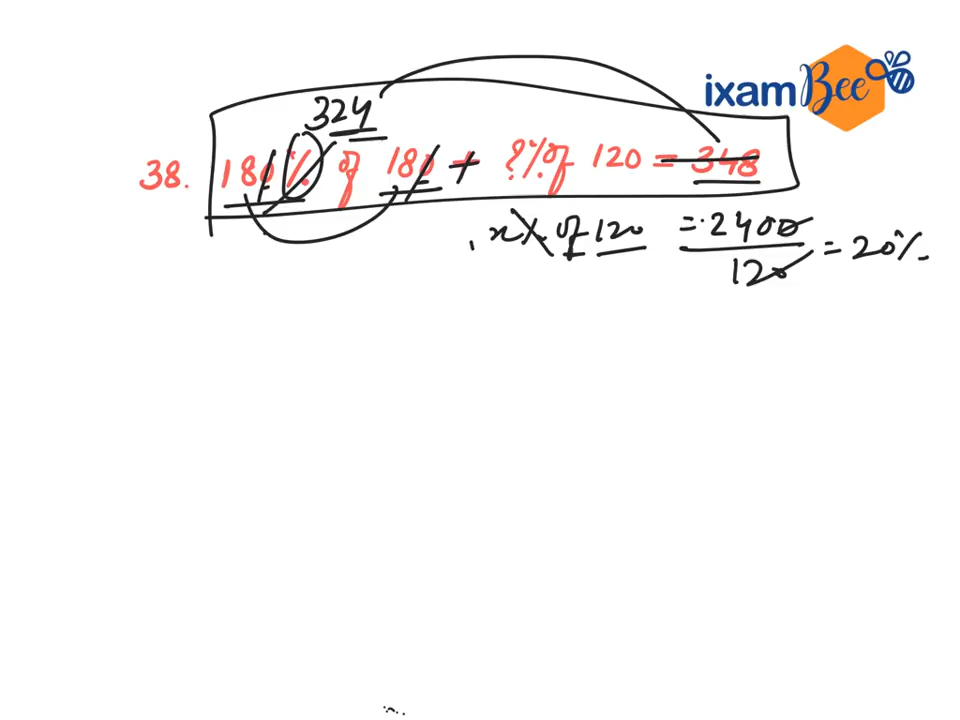 ixamBee
324
38. 180% of 180 + ?% of 120 = 348
x% of 120 = 2400/120 = 20%